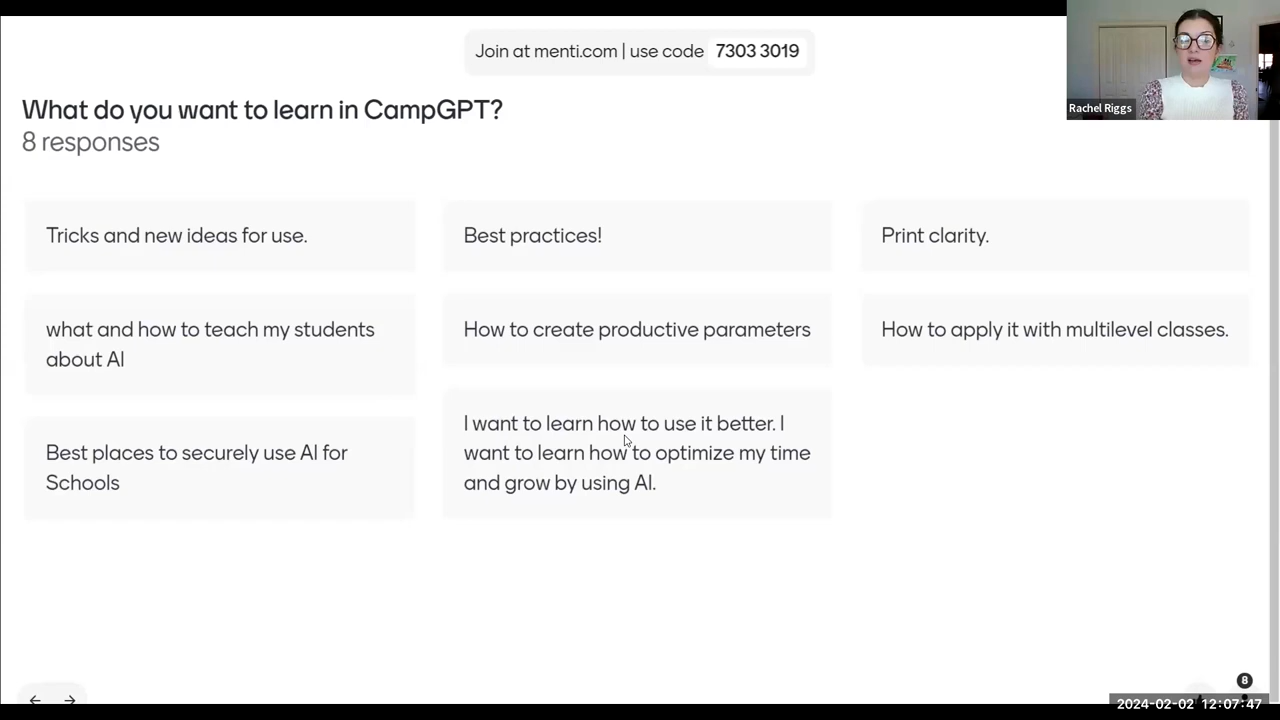 Join at menti.com | use code 7303 3019
Rachel Riggs
What do you want to learn in CampGPT?
8 responses
Tricks and new ideas for use.
Best practices!
Print clarity.
what and how to teach my students
about AI
How to create productive parameters
How to apply it with multilevel classes.
Best places to securely use AI for
Schools
I want to learn how to use it better. I
want to learn how to optimize my time
and grow by using AI.
8
2024-02-02 12:07:47